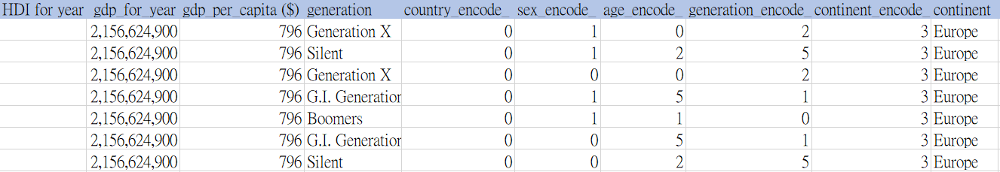 HDI for year gdp_for_year gdp_per_capita ($) generation country_encode_ sex_encode_ age_encode_ generation_encode_ continent_encode_ continent
2,156,624,900 796 Generation X 0 1 0 2 3 Europe
2,156,624,900 796 Silent 0 1 2 5 3 Europe
2,156,624,900 796 Generation X 0 0 0 2 3 Europe
2,156,624,900 796 G.I. Generation 0 1 5 1 3 Europe
2,156,624,900 796 Boomers 0 1 1 0 3 Europe
2,156,624,900 796 G.I. Generation 0 0 5 1 3 Europe
2,156,624,900 796 Silent 0 0 2 5 3 Europe